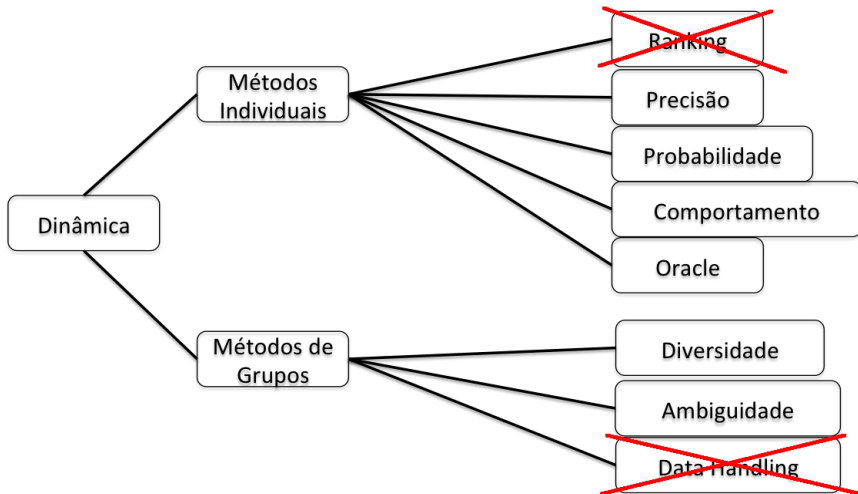 Ranking
Métodos
Individuais
Precisão
Probabilidade
Dinâmica
Comportamento
Oracle
Métodos de
Grupos
Diversidade
Ambiguidade
Data Handling